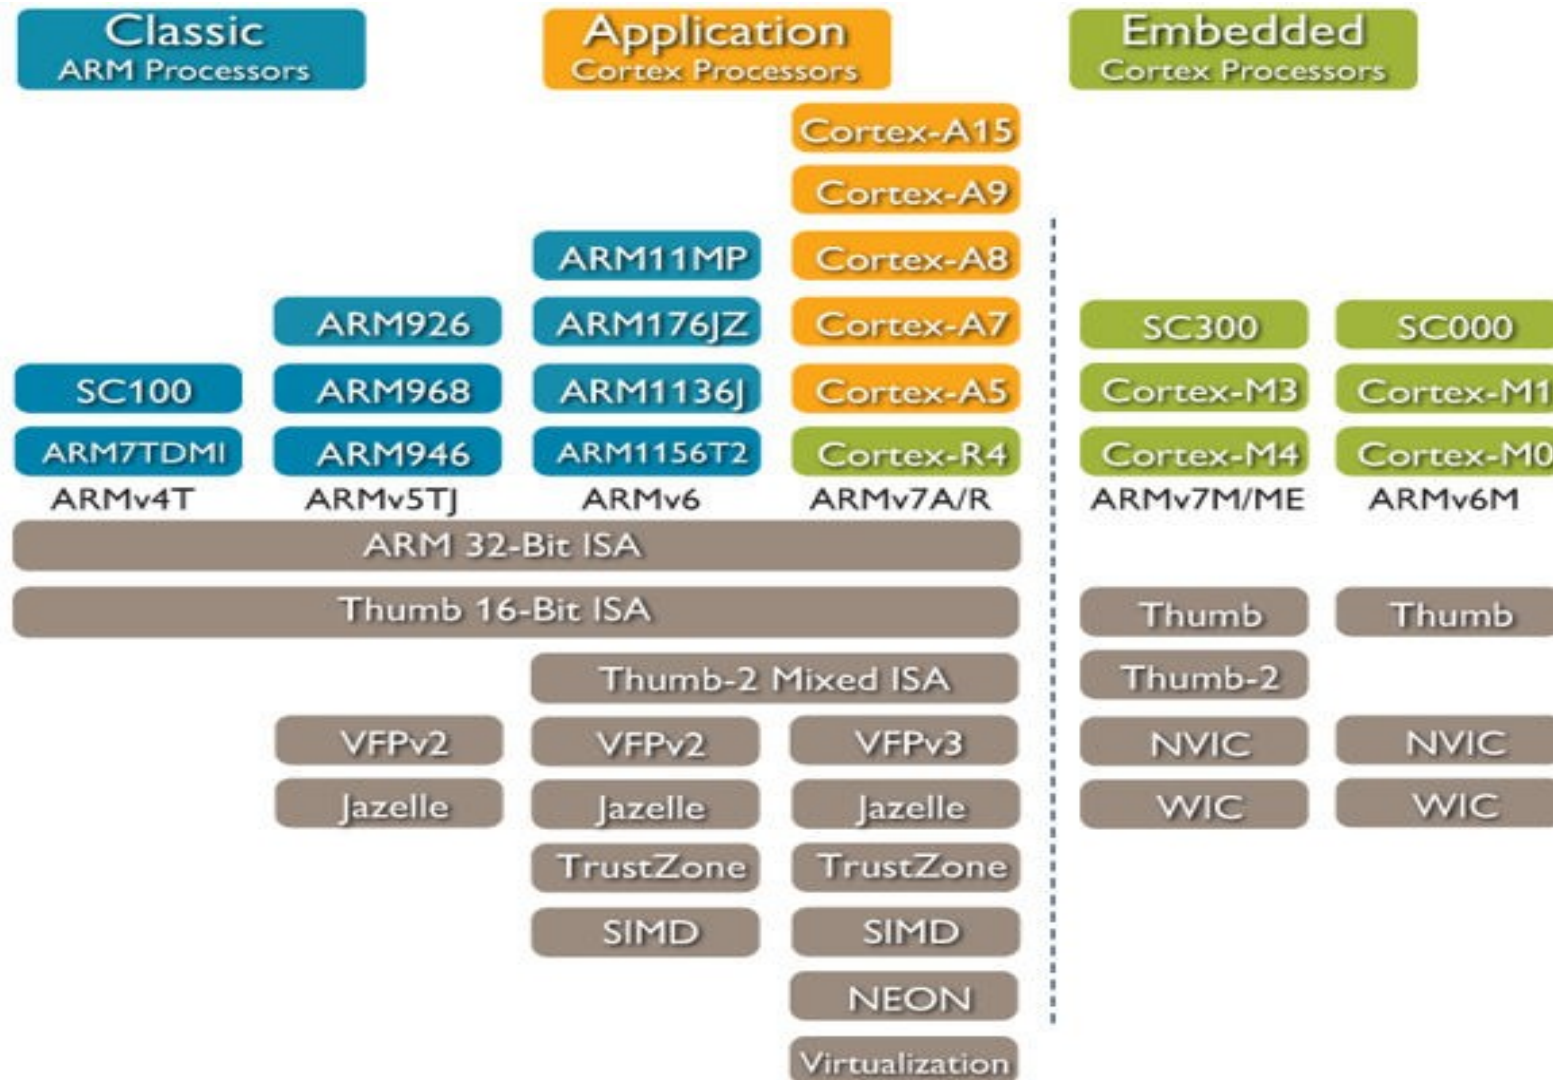 Classic
ARM Processors
Application
Cortex Processors
Embedded
Cortex Processors
Cortex-A15
Cortex-A9
ARM11MP
Cortex-A8
ARM926
ARM176JZ
Cortex-A7
SC300
SC000
SC100
ARM968
ARM1136J
Cortex-A5
Cortex-M3
Cortex-M1
ARM7TDMI
ARM946
ARM1156T2
Cortex-R4
Cortex-M4
Cortex-M0
ARMv4T
ARMv5TJ
ARMv6
ARMv7A/R
ARMv7M/ME
ARMv6M
ARM 32-Bit ISA
Thumb 16-Bit ISA
Thumb
Thumb
Thumb-2 Mixed ISA
Thumb-2
VFPv2
VFPv2
VFPv3
NVIC
NVIC
Jazelle
Jazelle
Jazelle
WIC
WIC
TrustZone
TrustZone
SIMD
SIMD
NEON
Virtualization